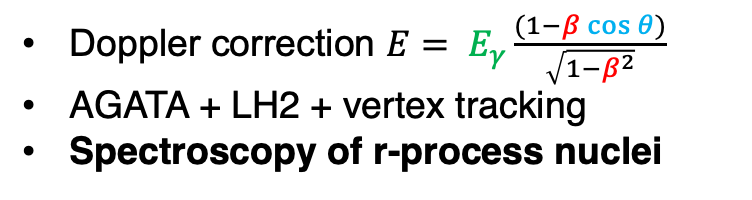 • Doppler correction E = Eγ (1−β cos θ) / √1−β²
• AGATA + LH2 + vertex tracking
• Spectroscopy of r-process nuclei